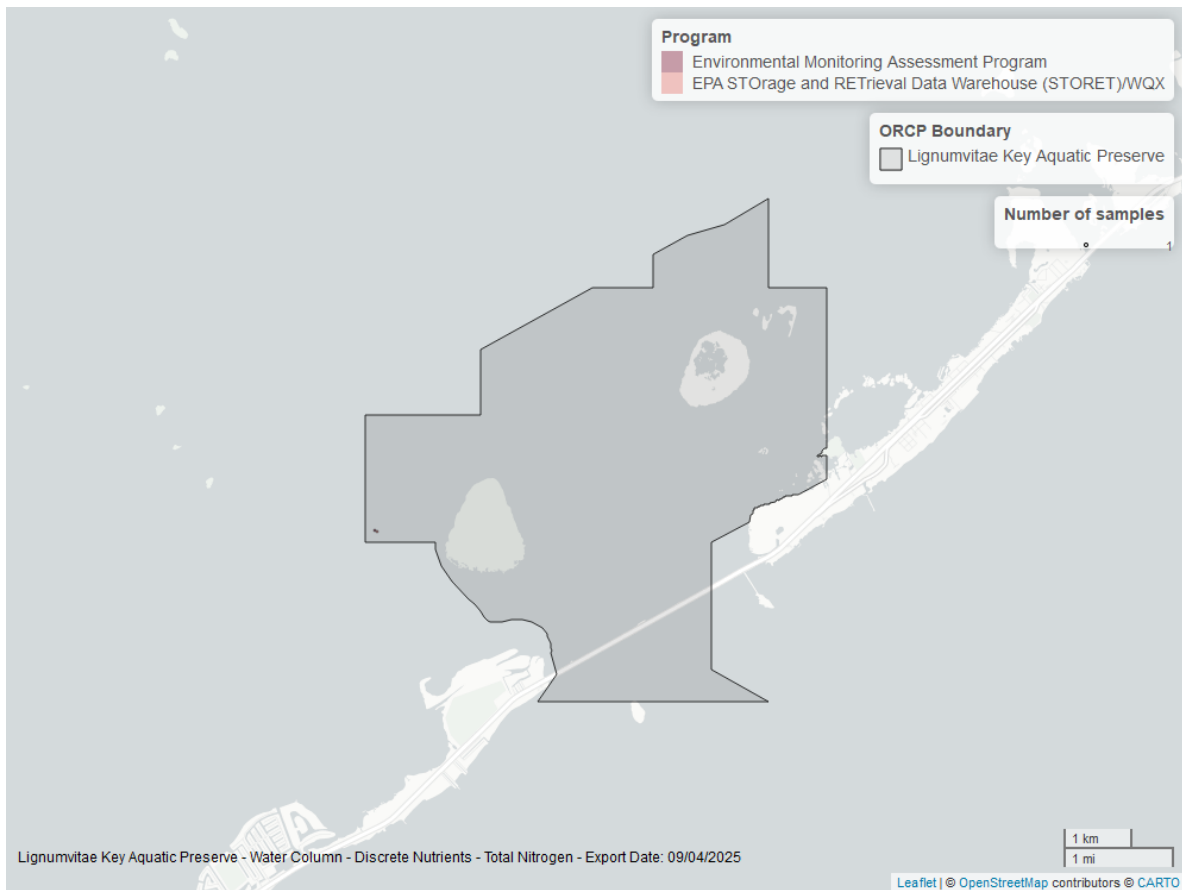 Program
Environmental Monitoring Assessment Program
EPA STOrage and RETrieval Data Warehouse (STORET)/WQX
ORCP Boundary
Lignumvitae Key Aquatic Preserve
Number of samples
1
1 km
1 mi
Lignumvitae Key Aquatic Preserve - Water Column - Discrete Nutrients - Total Nitrogen - Export Date: 09/04/2025
Leaflet | © OpenStreetMap contributors © CARTO